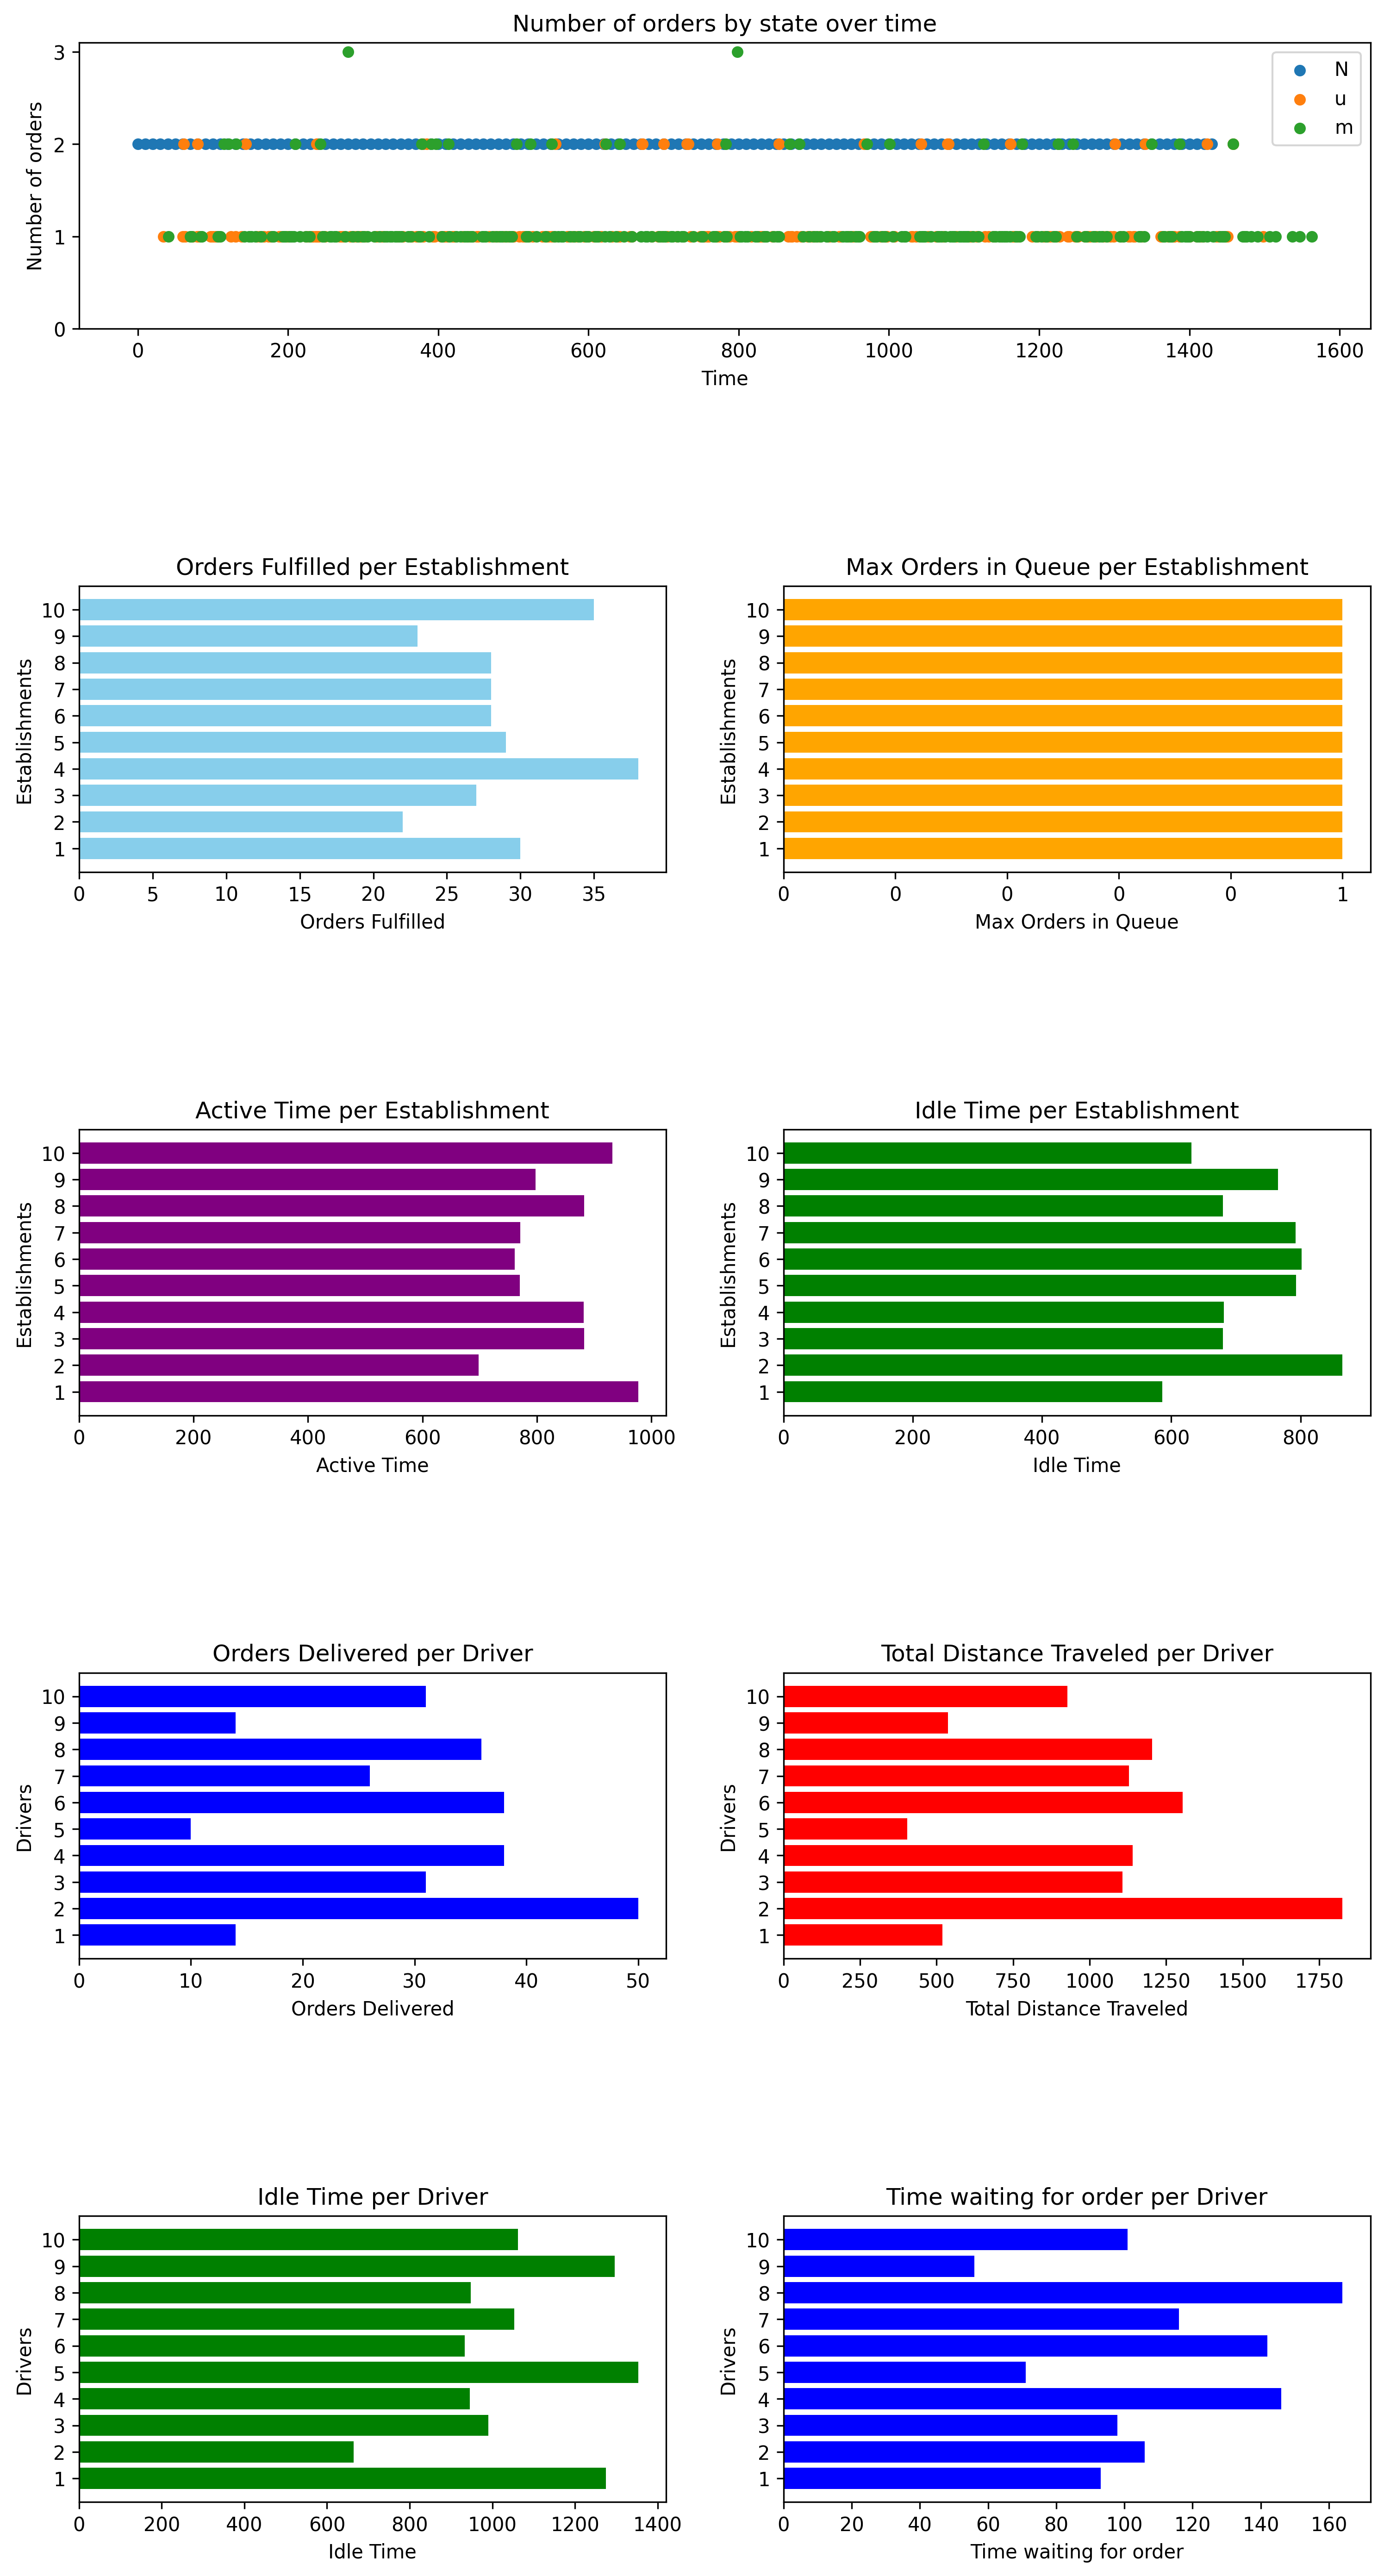 Number of orders by state over time
3
2
1
0
Number of orders
N
u
m
0 200 400 600 800 1000 1200 1400 1600
Time
Orders Fulfilled per Establishment
10
9
8
7
6
5
4
3
2
1
Establishments
0 5 10 15 20 25 30 35
Orders Fulfilled
Max Orders in Queue per Establishment
10
9
8
7
6
5
4
3
2
1
Establishments
0 0 0 0 0 1
Max Orders in Queue
Active Time per Establishment
10
9
8
7
6
5
4
3
2
1
Establishments
0 200 400 600 800 1000
Active Time
Idle Time per Establishment
10
9
8
7
6
5
4
3
2
1
Establishments
0 200 400 600 800
Idle Time
Orders Delivered per Driver
10
9
8
7
6
5
4
3
2
1
Drivers
0 10 20 30 40 50
Orders Delivered
Total Distance Traveled per Driver
10
9
8
7
6
5
4
3
2
1
Drivers
0 250 500 750 1000 1250 1500 1750
Total Distance Traveled
Idle Time per Driver
10
9
8
7
6
5
4
3
2
1
Drivers
0 200 400 600 800 1000 1200 1400
Idle Time
Time waiting for order per Driver
10
9
8
7
6
5
4
3
2
1
Drivers
0 20 40 60 80 100 120 140 160
Time waiting for order